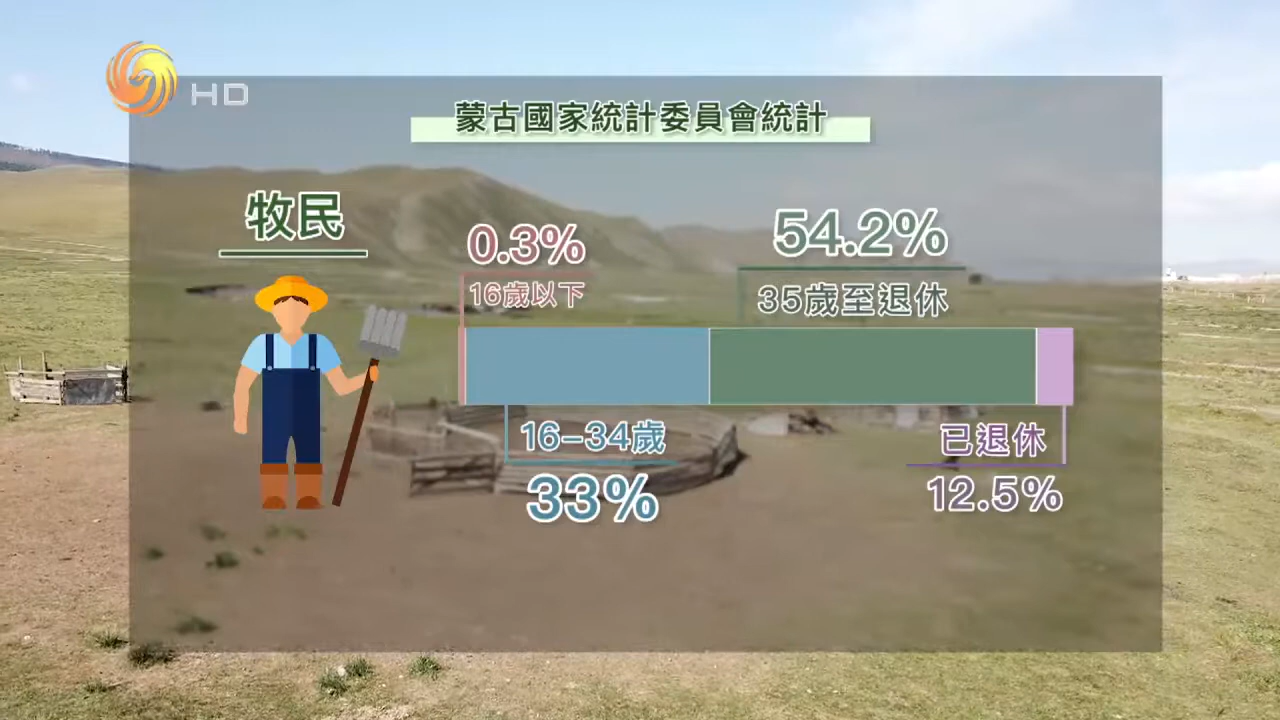 HD
蒙古國家統計委員會統計
牧民
0.3%
16歲以下
54.2%
35歲至退休
16-34歲
33%
已退休
12.5%